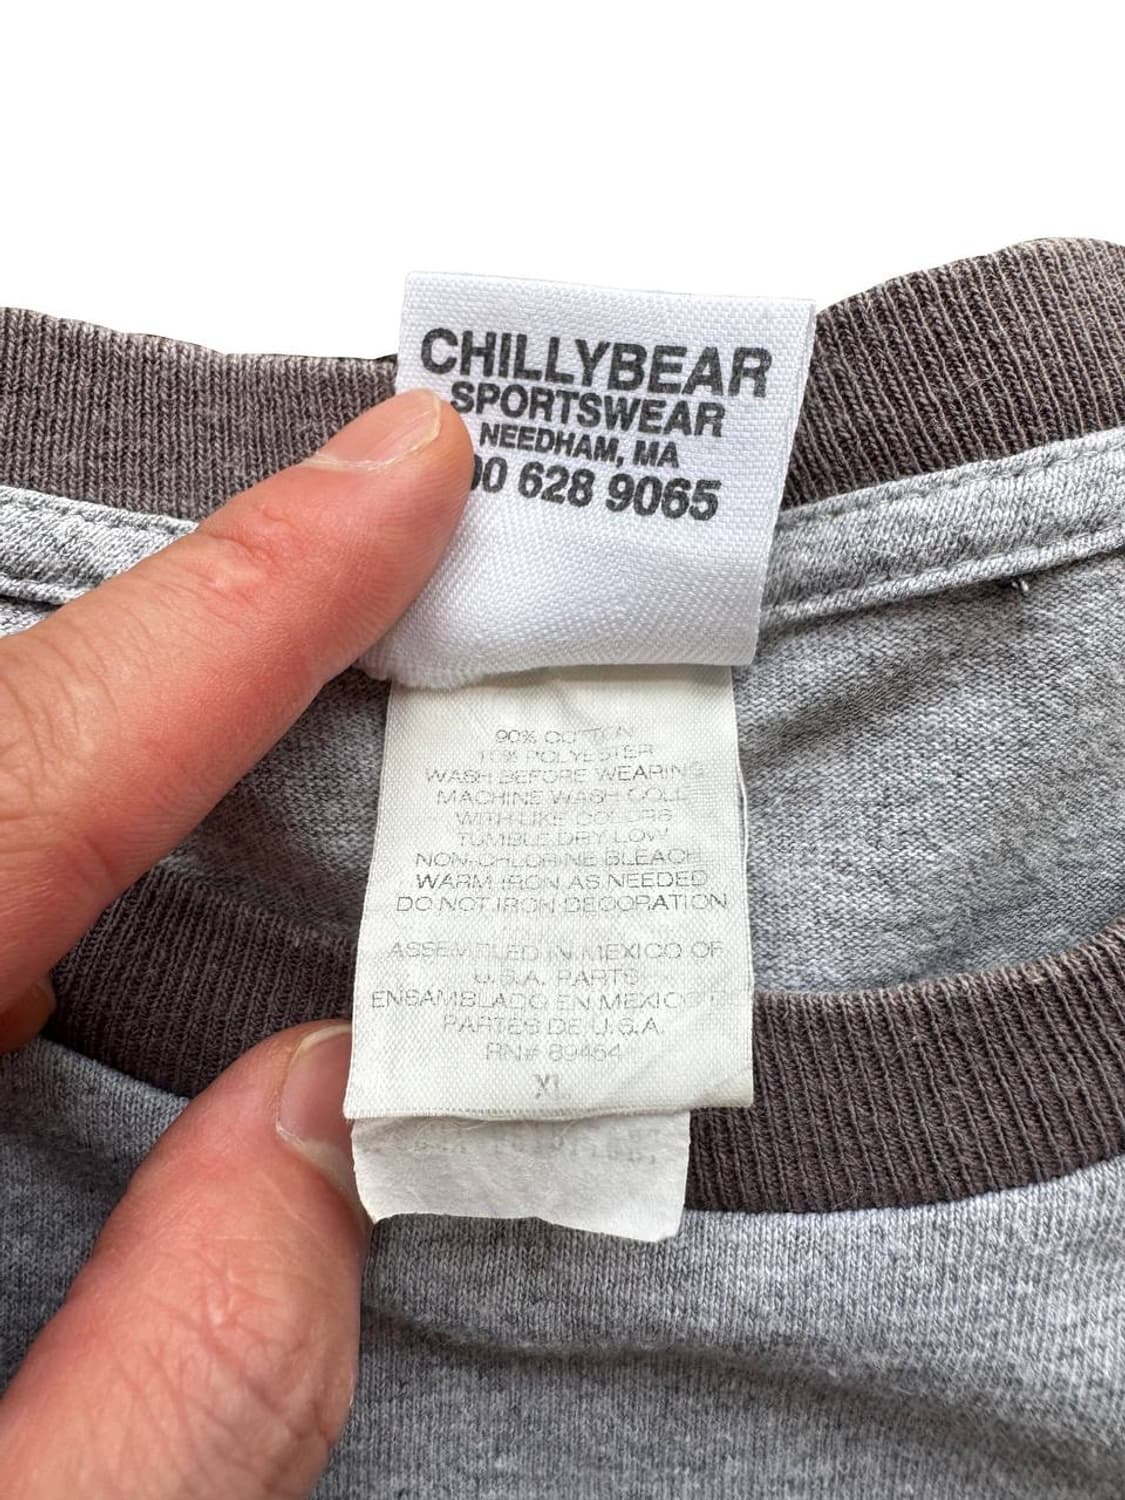 CHILLYBEAR
SPORTSWEAR
NEEDHAM, MA
00 628 9065
90% COTTON
10% POLYESTER
WASH BEFORE WEARING
MACHINE WASH COLD
WITH LIKE COLORS
TUMBLE DRY LOW
NON-CHLORINE BLEACH
WARM IRON AS NEEDED
DO NOT IRON DECORATION
ASSEMBLED IN MEXICO OF
U.S.A. PARTS
ENSAMBLADO EN MEXICO DE
PARTES DE U.S.A.
RN# 89464
XL